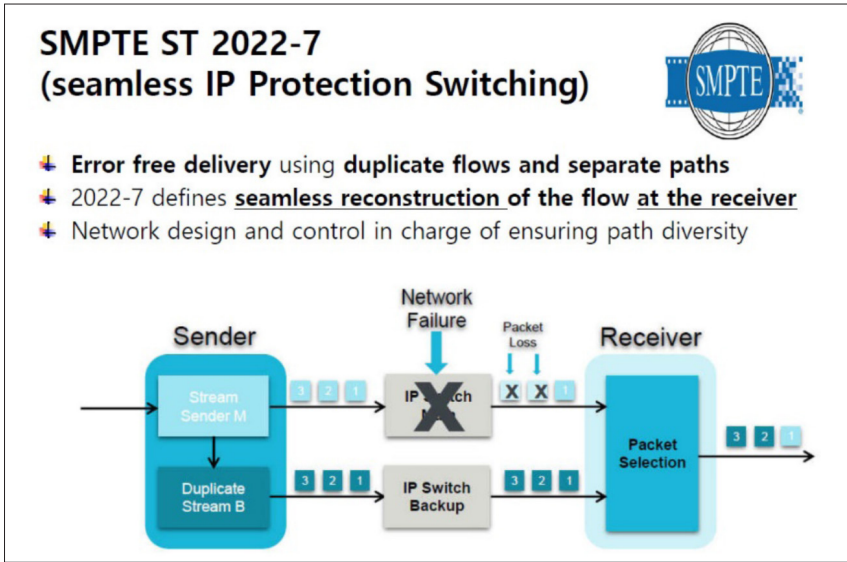 SMPTE ST 2022-7
(seamless IP Protection Switching)
SMPTE
Error free delivery using duplicate flows and separate paths
2022-7 defines seamless reconstruction of the flow at the receiver
Network design and control in charge of ensuring path diversity
Network
Failure
Sender
Packet
Loss
Receiver
Stream
Sender M
3 2 1
IP
X
X X 1
Packet
Selection
3 2 1
Duplicate
Stream B
3 2 1
IP Switch
Backup
3 2 1